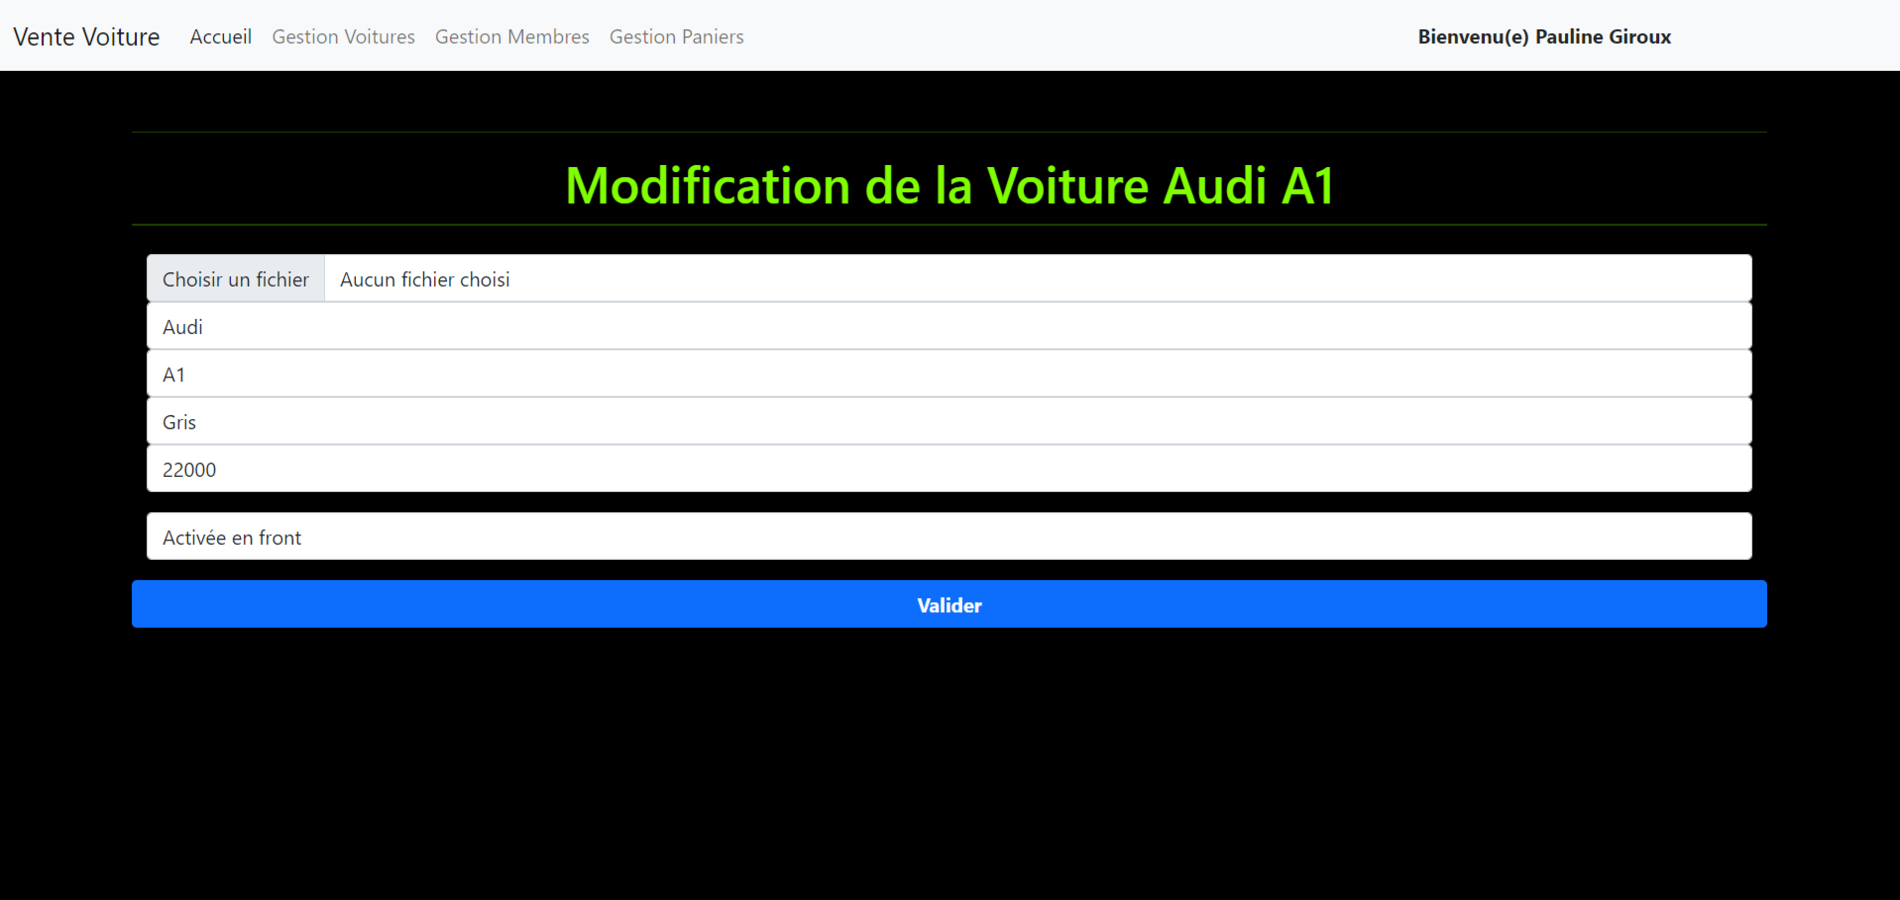 Vente Voiture Accueil Gestion Voitures Gestion Membres Gestion Paniers Bienvenu(e) Pauline Giroux
Modification de la Voiture Audi A1
Choisir un fichier Aucun fichier choisi
Audi
A1
Gris
22000
Activée en front
Valider